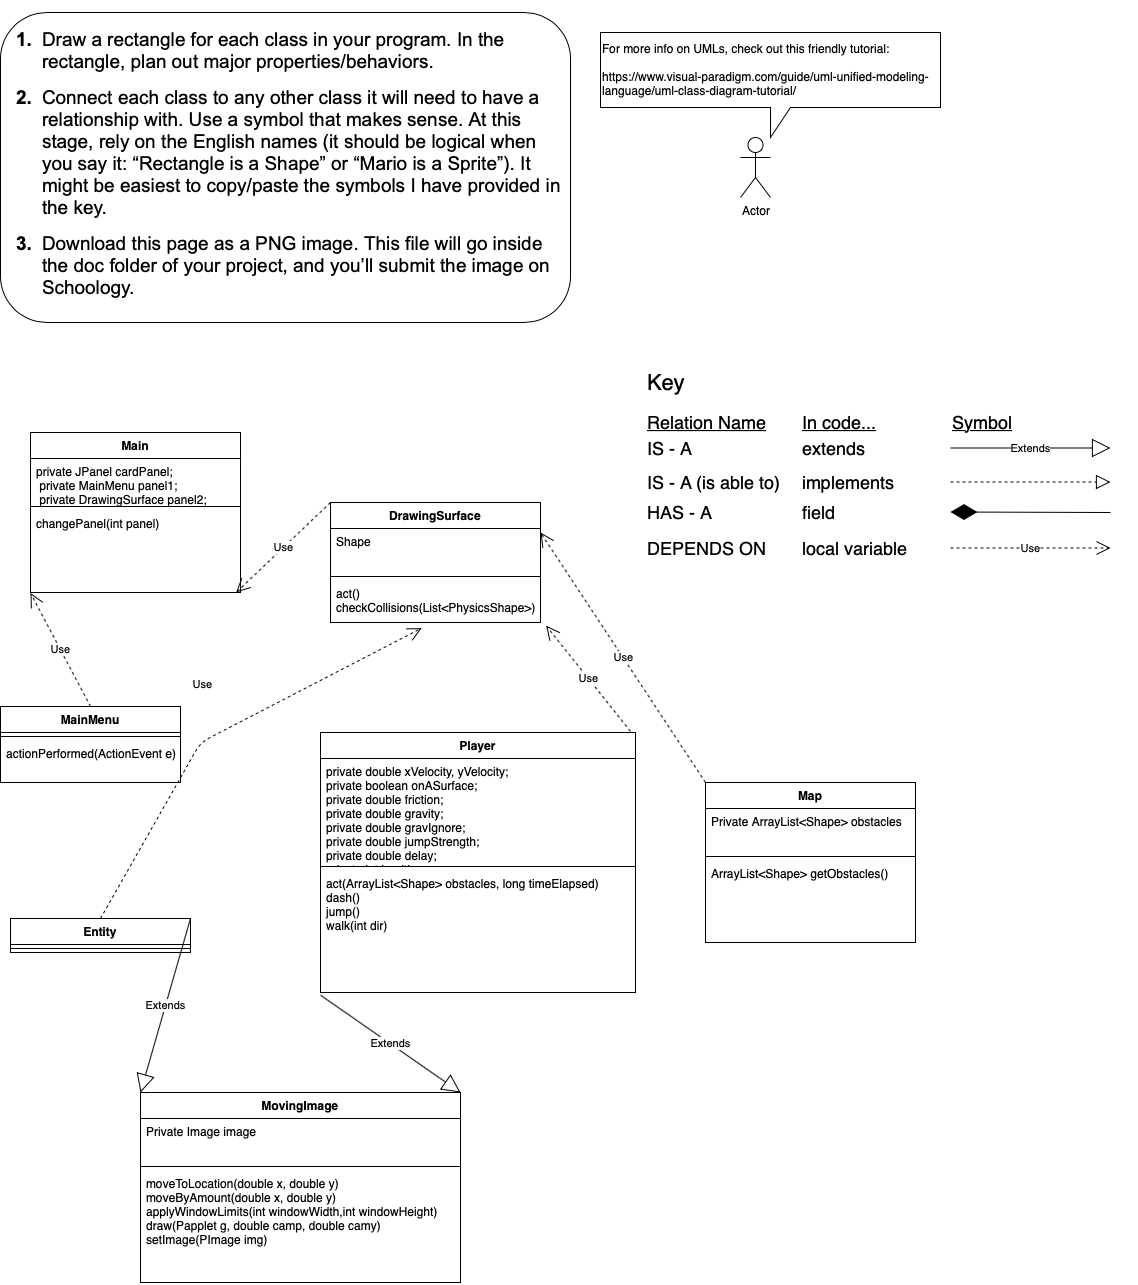 1. Draw a rectangle for each class in your program. In the
rectangle, plan out major properties/behaviors.
2. Connect each class to any other class it will need to have a
relationship with. Use a symbol that makes sense. At this
stage, rely on the English names (it should be logical when
you say it: “Rectangle is a Shape” or “Mario is a Sprite”). It
might be easiest to copy/paste the symbols I have provided in
the key.
3. Download this page as a PNG image. This file will go inside
the doc folder of your project, and you’ll submit the image on
Schoology.
For more info on UMLs, check out this friendly tutorial:
https://www.visual-paradigm.com/guide/uml-unified-modeling-
language/uml-class-diagram-tutorial/
Actor
Key
Relation Name In code... Symbol
IS - A extends Extends
IS - A (is able to) implements
HAS - A field
DEPENDS ON local variable Use
Main
private JPanel cardPanel;
private MainMenu panel1;
private DrawingSurface panel2;
changePanel(int panel)
Use
DrawingSurface
Shape
act()
checkCollisions(List<PhysicsShape>)
Use
Use
Use
Use
MainMenu
actionPerformed(ActionEvent e)
Player
private double xVelocity, yVelocity;
private boolean onASurface;
private double friction;
private double gravity;
private double gravIgnore;
private double jumpStrength;
private double delay;
act(ArrayList<Shape> obstacles, long timeElapsed)
dash()
jump()
walk(int dir)
Map
Private ArrayList<Shape> obstacles
ArrayList<Shape> getObstacles()
Entity
Extends
Extends
MovingImage
Private Image image
moveToLocation(double x, double y)
moveByAmount(double x, double y)
applyWindowLimits(int windowWidth,int windowHeight)
draw(Papplet g, double camp, double camy)
setImage(PImage img)